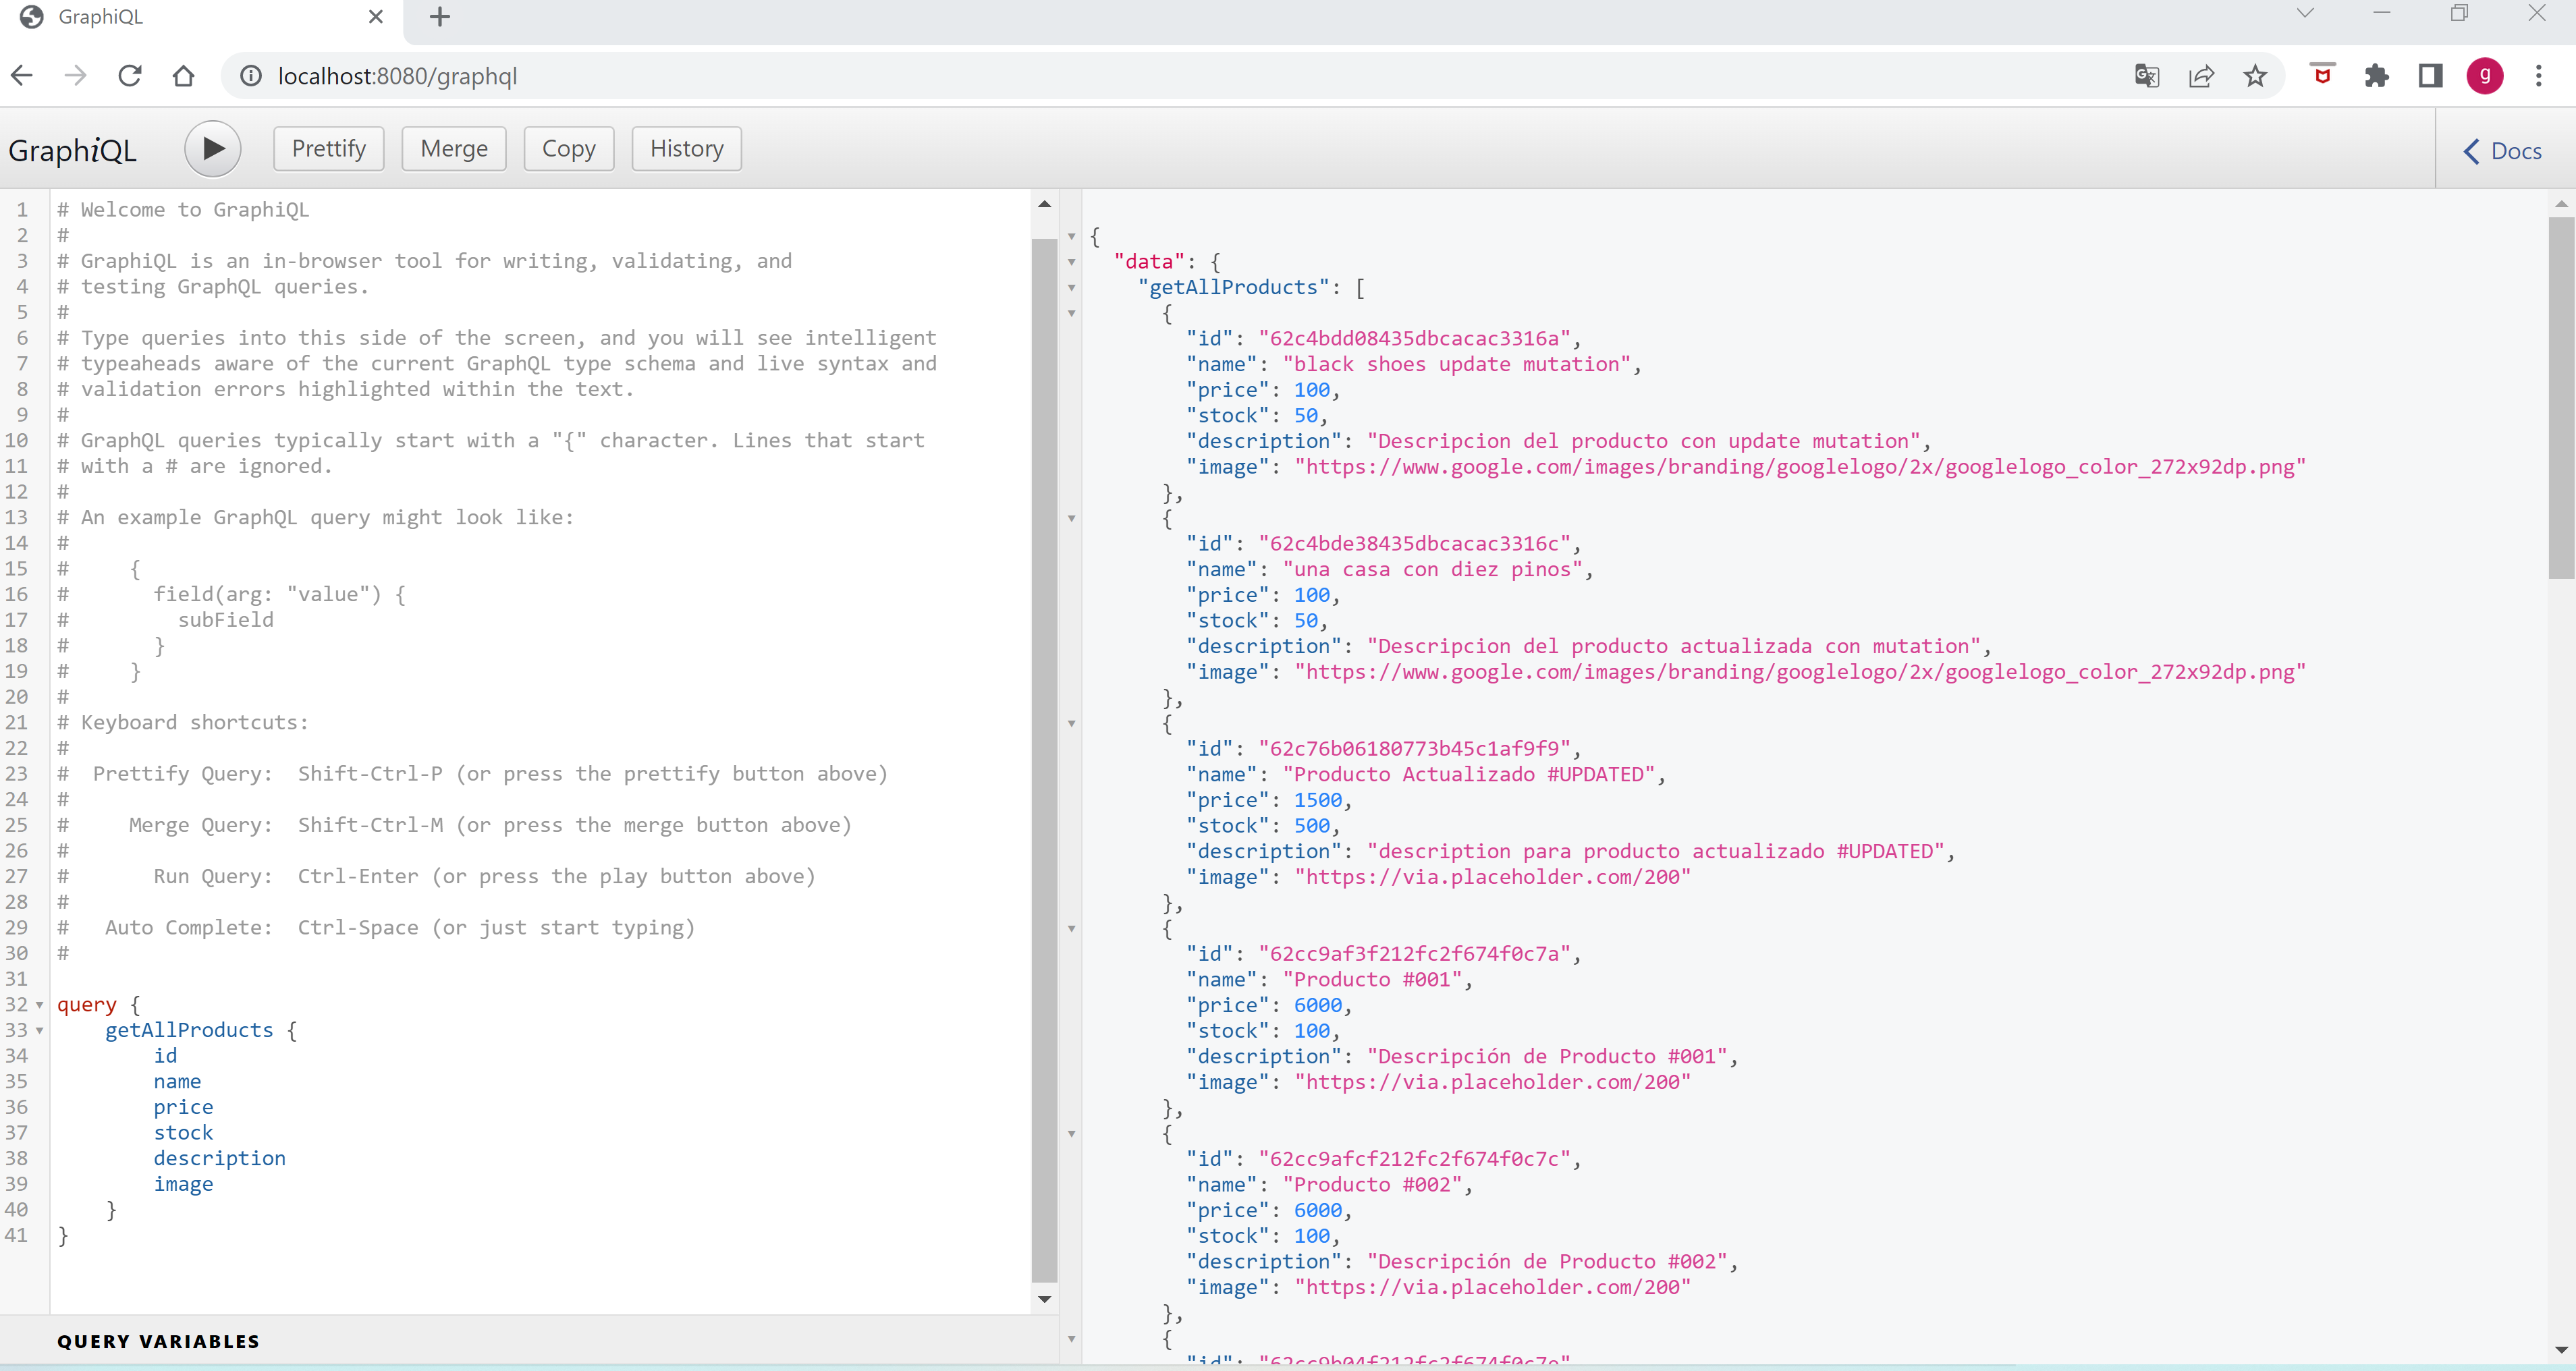 GraphiQL
localhost:8080/graphql
g
GraphiQL
Prettify
Merge
Copy
History
Docs
1 # Welcome to GraphiQL
2 #
3 # GraphiQL is an in-browser tool for writing, validating, and
4 # testing GraphQL queries.
5 #
6 # Type queries into this side of the screen, and you will see intelligent
7 # typeaheads aware of the current GraphQL type schema and live syntax and
8 # validation errors highlighted within the text.
9 #
10 # GraphQL queries typically start with a "{" character. Lines that start
11 # with a # are ignored.
12 #
13 # An example GraphQL query might look like:
14 #
15 #     {
16 #       field(arg: "value") {
17 #         subField
18 #       }
19 #     }
20 #
21 # Keyboard shortcuts:
22 #
23 #  Prettify Query:  Shift-Ctrl-P (or press the prettify button above)
24 #
25 #     Merge Query:  Shift-Ctrl-M (or press the merge button above)
26 #
27 #       Run Query:  Ctrl-Enter (or press the play button above)
28 #
29 #   Auto Complete:  Ctrl-Space (or just start typing)
30 #
31
32 query {
33     getAllProducts {
34         id
35         name
36         price
37         stock
38         description
39         image
40     }
41 }
QUERY VARIABLES
{
  "data": {
    "getAllProducts": [
      {
        "id": "62c4bdd08435dbcacac3316a",
        "name": "black shoes update mutation",
        "price": 100,
        "stock": 50,
        "description": "Descripcion del producto con update mutation",
        "image": "https://www.google.com/images/branding/googlelogo/2x/googlelogo_color_272x92dp.png"
      },
      {
        "id": "62c4bde38435dbcacac3316c",
        "name": "una casa con diez pinos",
        "price": 100,
        "stock": 50,
        "description": "Descripcion del producto actualizada con mutation",
        "image": "https://www.google.com/images/branding/googlelogo/2x/googlelogo_color_272x92dp.png"
      },
      {
        "id": "62c76b06180773b45c1af9f9",
        "name": "Producto Actualizado #UPDATED",
        "price": 1500,
        "stock": 500,
        "description": "description para producto actualizado #UPDATED",
        "image": "https://via.placeholder.com/200"
      },
      {
        "id": "62cc9af3f212fc2f674f0c7a",
        "name": "Producto #001",
        "price": 6000,
        "stock": 100,
        "description": "Descripción de Producto #001",
        "image": "https://via.placeholder.com/200"
      },
      {
        "id": "62cc9afcf212fc2f674f0c7c",
        "name": "Producto #002",
        "price": 6000,
        "stock": 100,
        "description": "Descripción de Producto #002",
        "image": "https://via.placeholder.com/200"
      },
      {
        "id": "62cc9b04f212fc2f674f0c7e"